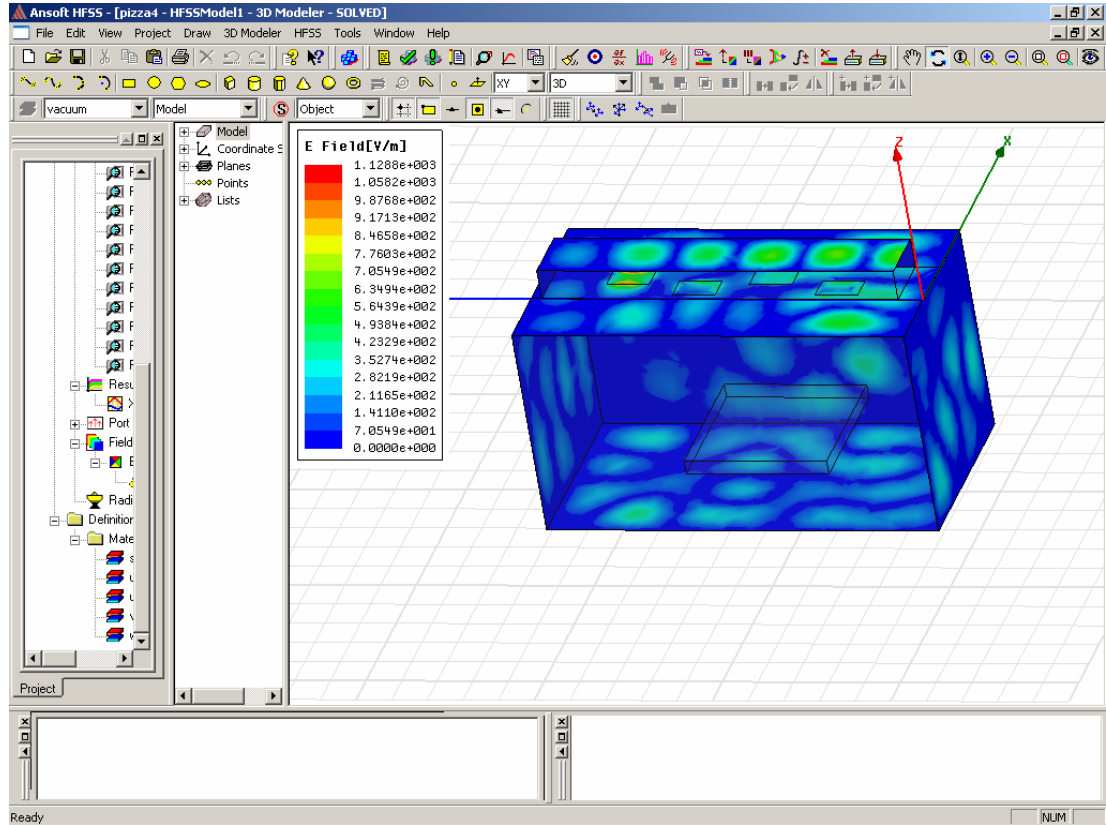 Ansoft HFSS - [pizza4 - HFSSModel1 - 3D Modeler - SOLVED]
File Edit View Project Draw 3D Modeler HFSS Tools Window Help
XY 3D
vacuum Model Object
Model
Coordinate S
Planes
Points
Lists
F
F
F
F
F
F
F
F
F
F
Resu
Port
Field
E
Radi
Definition
Mate
s
u
u
v
w
Project
E Field[V/m]
1.1288e+003
1.0582e+003
9.8768e+002
9.1713e+002
8.4658e+002
7.7603e+002
7.0549e+002
6.3494e+002
5.6439e+002
4.9384e+002
4.2329e+002
3.5274e+002
2.8219e+002
2.1165e+002
1.4110e+002
7.0549e+001
0.0000e+000
Z
X
Ready NUM